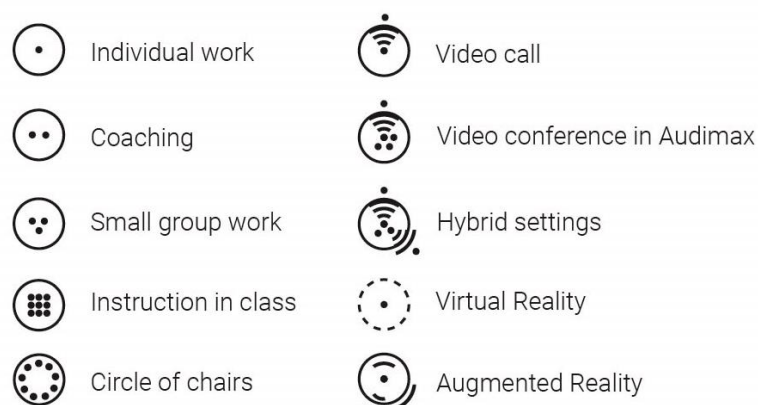 Individual work
Coaching
Small group work
Instruction in class
Circle of chairs
Video call
Video conference in Audimax
Hybrid settings
Virtual Reality
Augmented Reality